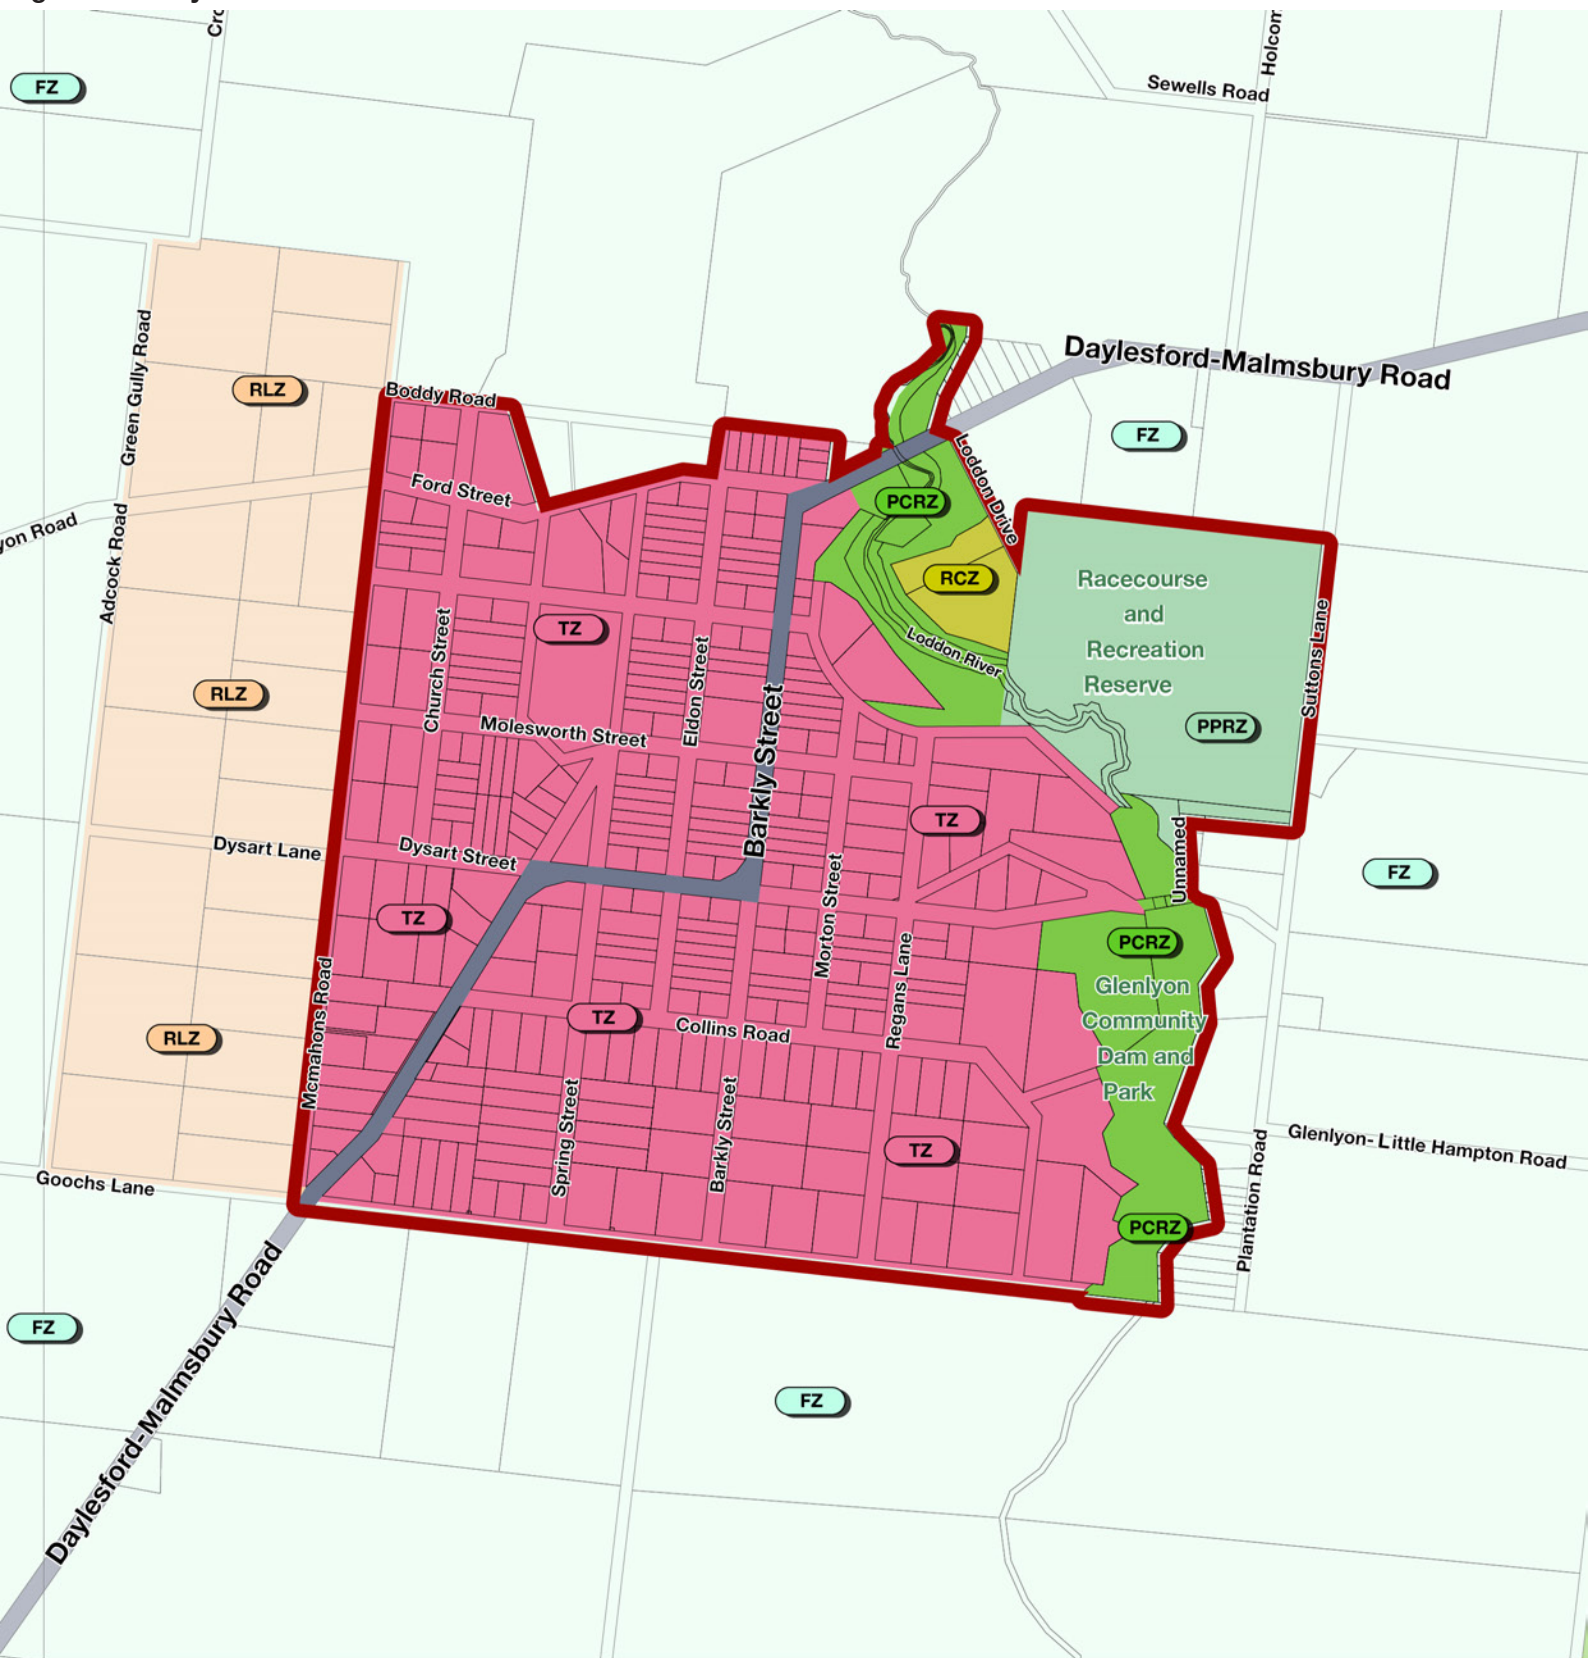 FZ
Sewells Road
Daylesford-Malmsbury Road
RLZ
Boddy Road
Green Gully Road
FZ
Loddon Drive
Ford Street
PCRZ
Adcock Road
RCZ
Racecourse
and
Recreation
Reserve
TZ
Church Street
Eldon Street
Loddon River
Suttons Lane
RLZ
Molesworth Street
PPRZ
Barkly Street
TZ
Dysart Lane
Dysart Street
Unnamed
FZ
TZ
Morton Street
Regans Lane
PCRZ
Glenlyon
Community
Dam and
Park
Mcmahons Road
RLZ
TZ
Collins Road
Spring Street
Barkly Street
TZ
Glenlyon- Little Hampton Road
Goochs Lane
Plantation Road
PCRZ
FZ
Daylesford-Malmsbury Road
FZ